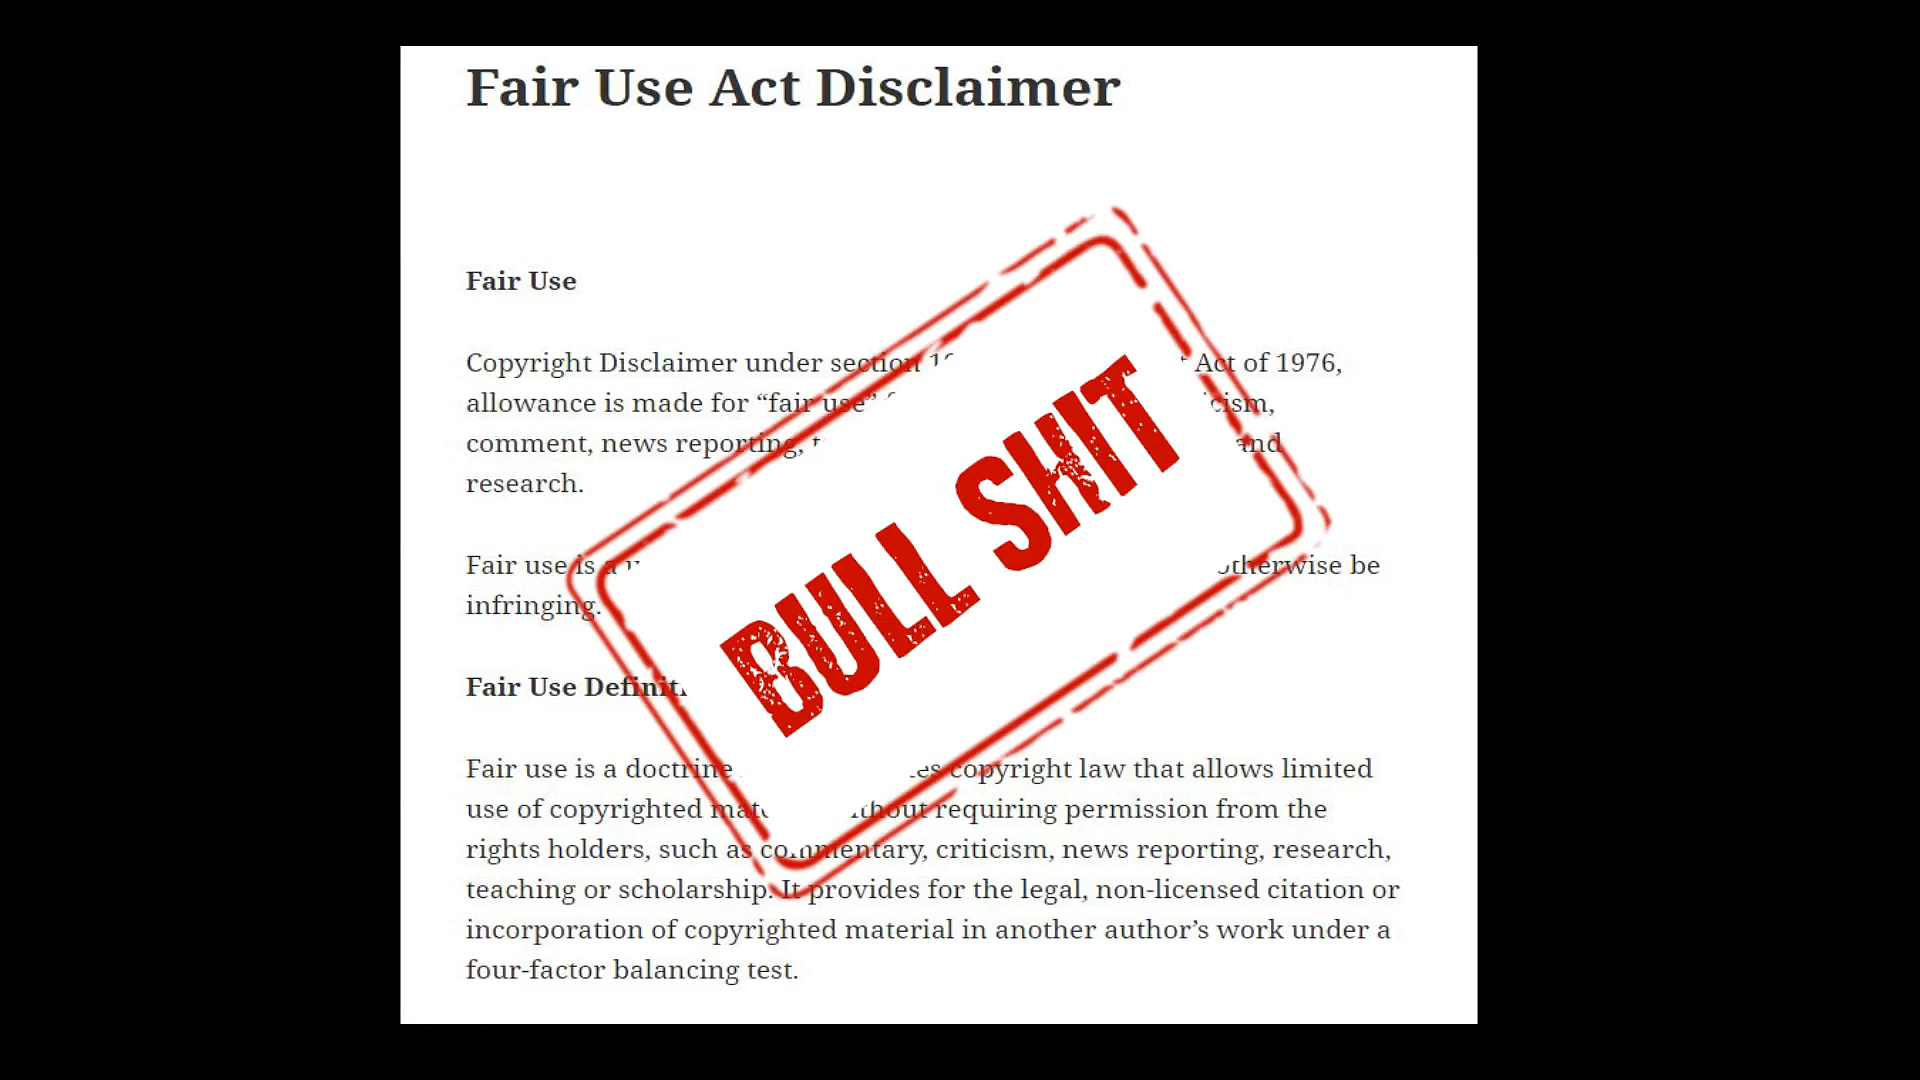 Fair Use Act Disclaimer
Fair Use
Copyright Disclaimer under section Act of 1976,
allowance is made for “fair use”
comment, news reporting, and
research.
Fair use is a otherwise be
infringing.
BULL SHIT
Fair Use
Fair use is a doctrine copyright law that allows limited
use of copyrighted requiring permission from the
rights holders, such as commentary, criticism, news reporting, research,
teaching or scholarship. It provides for the legal, non-licensed citation or
incorporation of copyrighted material in another author’s work under a
four-factor balancing test.